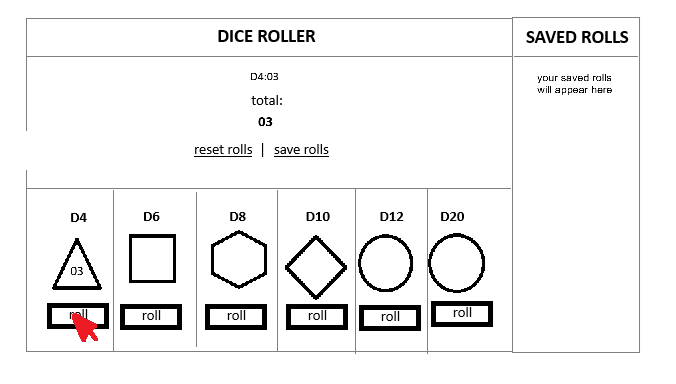 DICE ROLLER
SAVED ROLLS
D4:03
total:
03
reset rolls | save rolls
your saved rolls
will appear here
D4 D6 D8 D10 D12 D20
03
roll roll roll roll roll roll